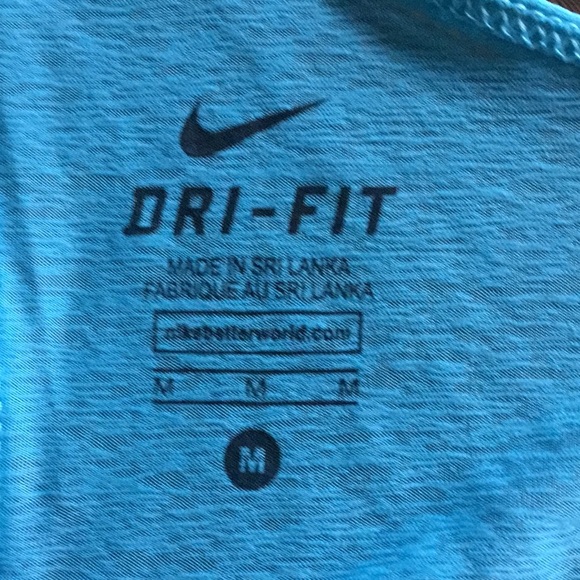 DRI-FIT
MADE IN SRI LANKA
FABRIQUE AU SRI LANKA
nikebetterworld.com
M M M
M